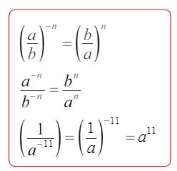 (a/b)^{-n} = (b/a)^n
a^{-n}/b^{-n} = b^n/a^n
(1/a^{-11}) = (1/a)^{-11} = a^{11}